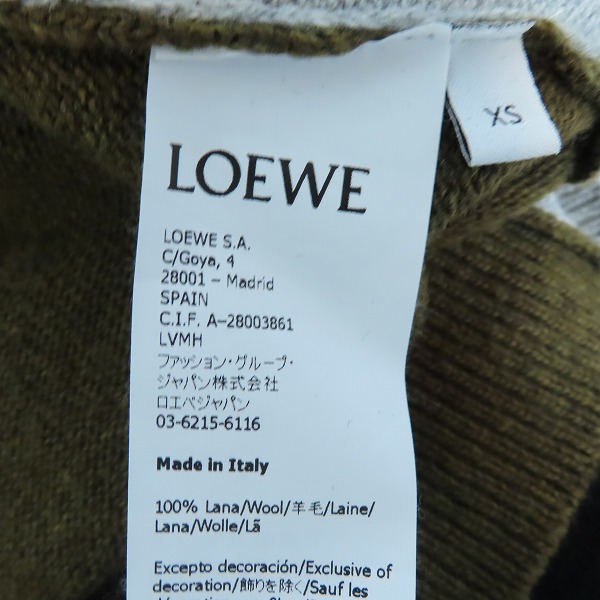 XS
LOEWE
LOEWE S.A.
C/Goya, 4
28001 – Madrid
SPAIN
C.I.F. A-28003861
LVMH
ファッション・グループ・
ジャパン株式会社
ロエベジャパン
03-6215-6116
Made in Italy
100% Lana/Wool/羊毛/Laine/
Lana/Wolle/Lã
Excepto decoración/Exclusive of
decoration/飾りを除く/Sauf les